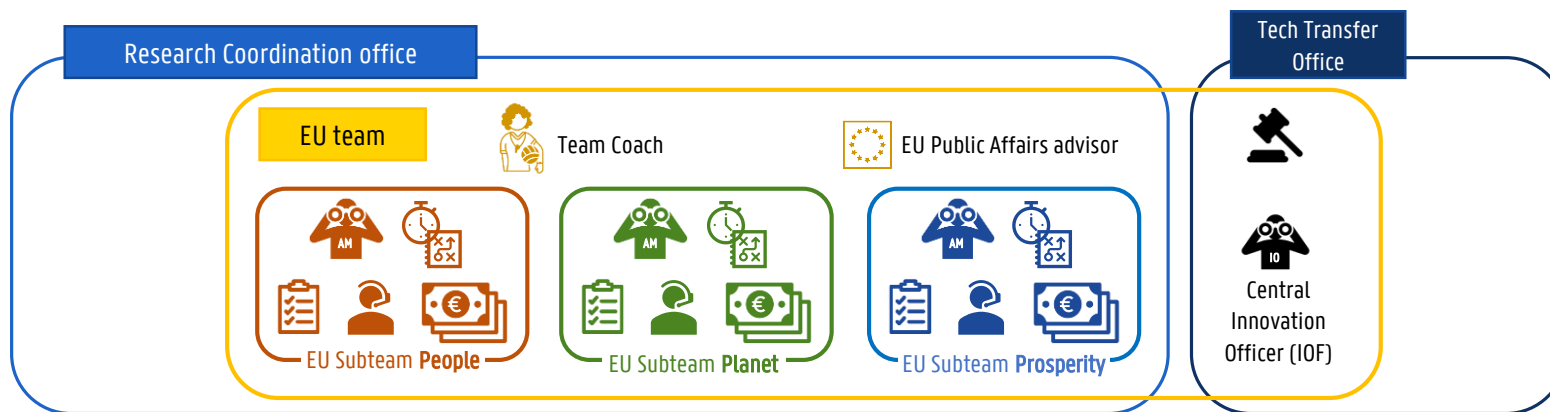 Research Coordination office
Tech Transfer
Office
EU team
Team Coach
EU Public Affairs advisor
AM
AM
AM
IO
€
€
€
Central
Innovation
Officer (IOF)
EU Subteam People
EU Subteam Planet
EU Subteam Prosperity